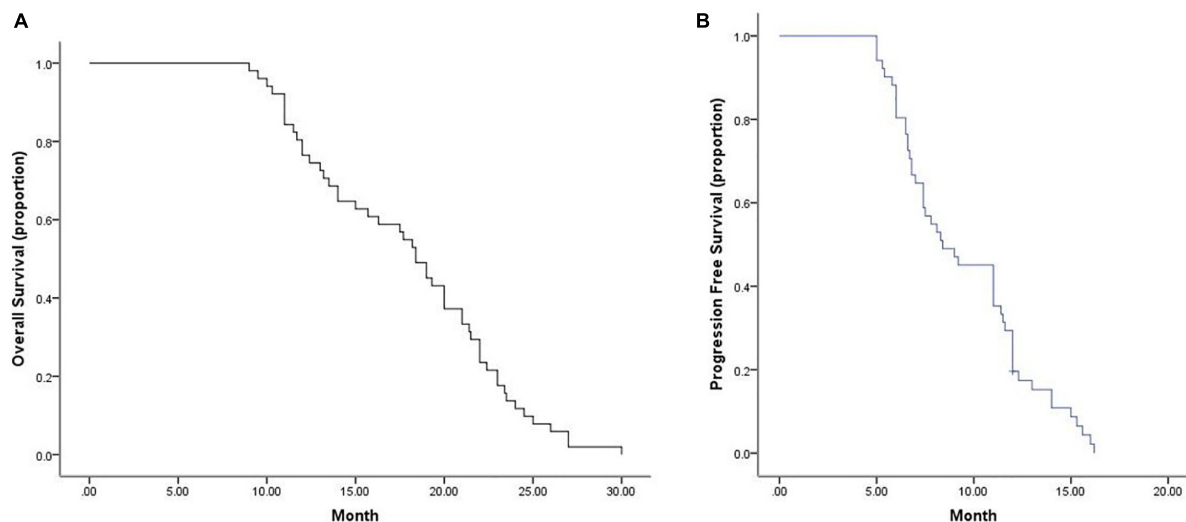 A
Overall Survival (proportion)
1.0
0.8
0.6
0.4
0.2
0.0
.00 5.00 10.00 15.00 20.00 25.00 30.00
Month
B
Progression Free Survival (proportion)
1.0
0.8
0.6
0.4
0.2
0.0
.00 5.00 10.00 15.00 20.00
Month